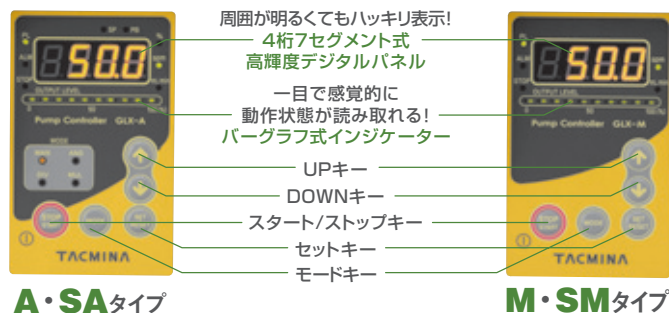 周囲が明るくてもハッキリ表示!
4桁7セグメント式
高輝度デジタルパネル
一目で感覚的に
動作状態が読み取れる!
バーグラフ式インジケーター
UPキー
DOWNキー
スタート/ストップキー
セットキー
モードキー
50.0
OUTPUT LEVEL
Pump Controller GLX-A
MODE
STOP
TACMINA
A・SAタイプ
50.0
OUTPUT LEVEL
Pump Controller GLX-M
TACMINA
M・SMタイプ